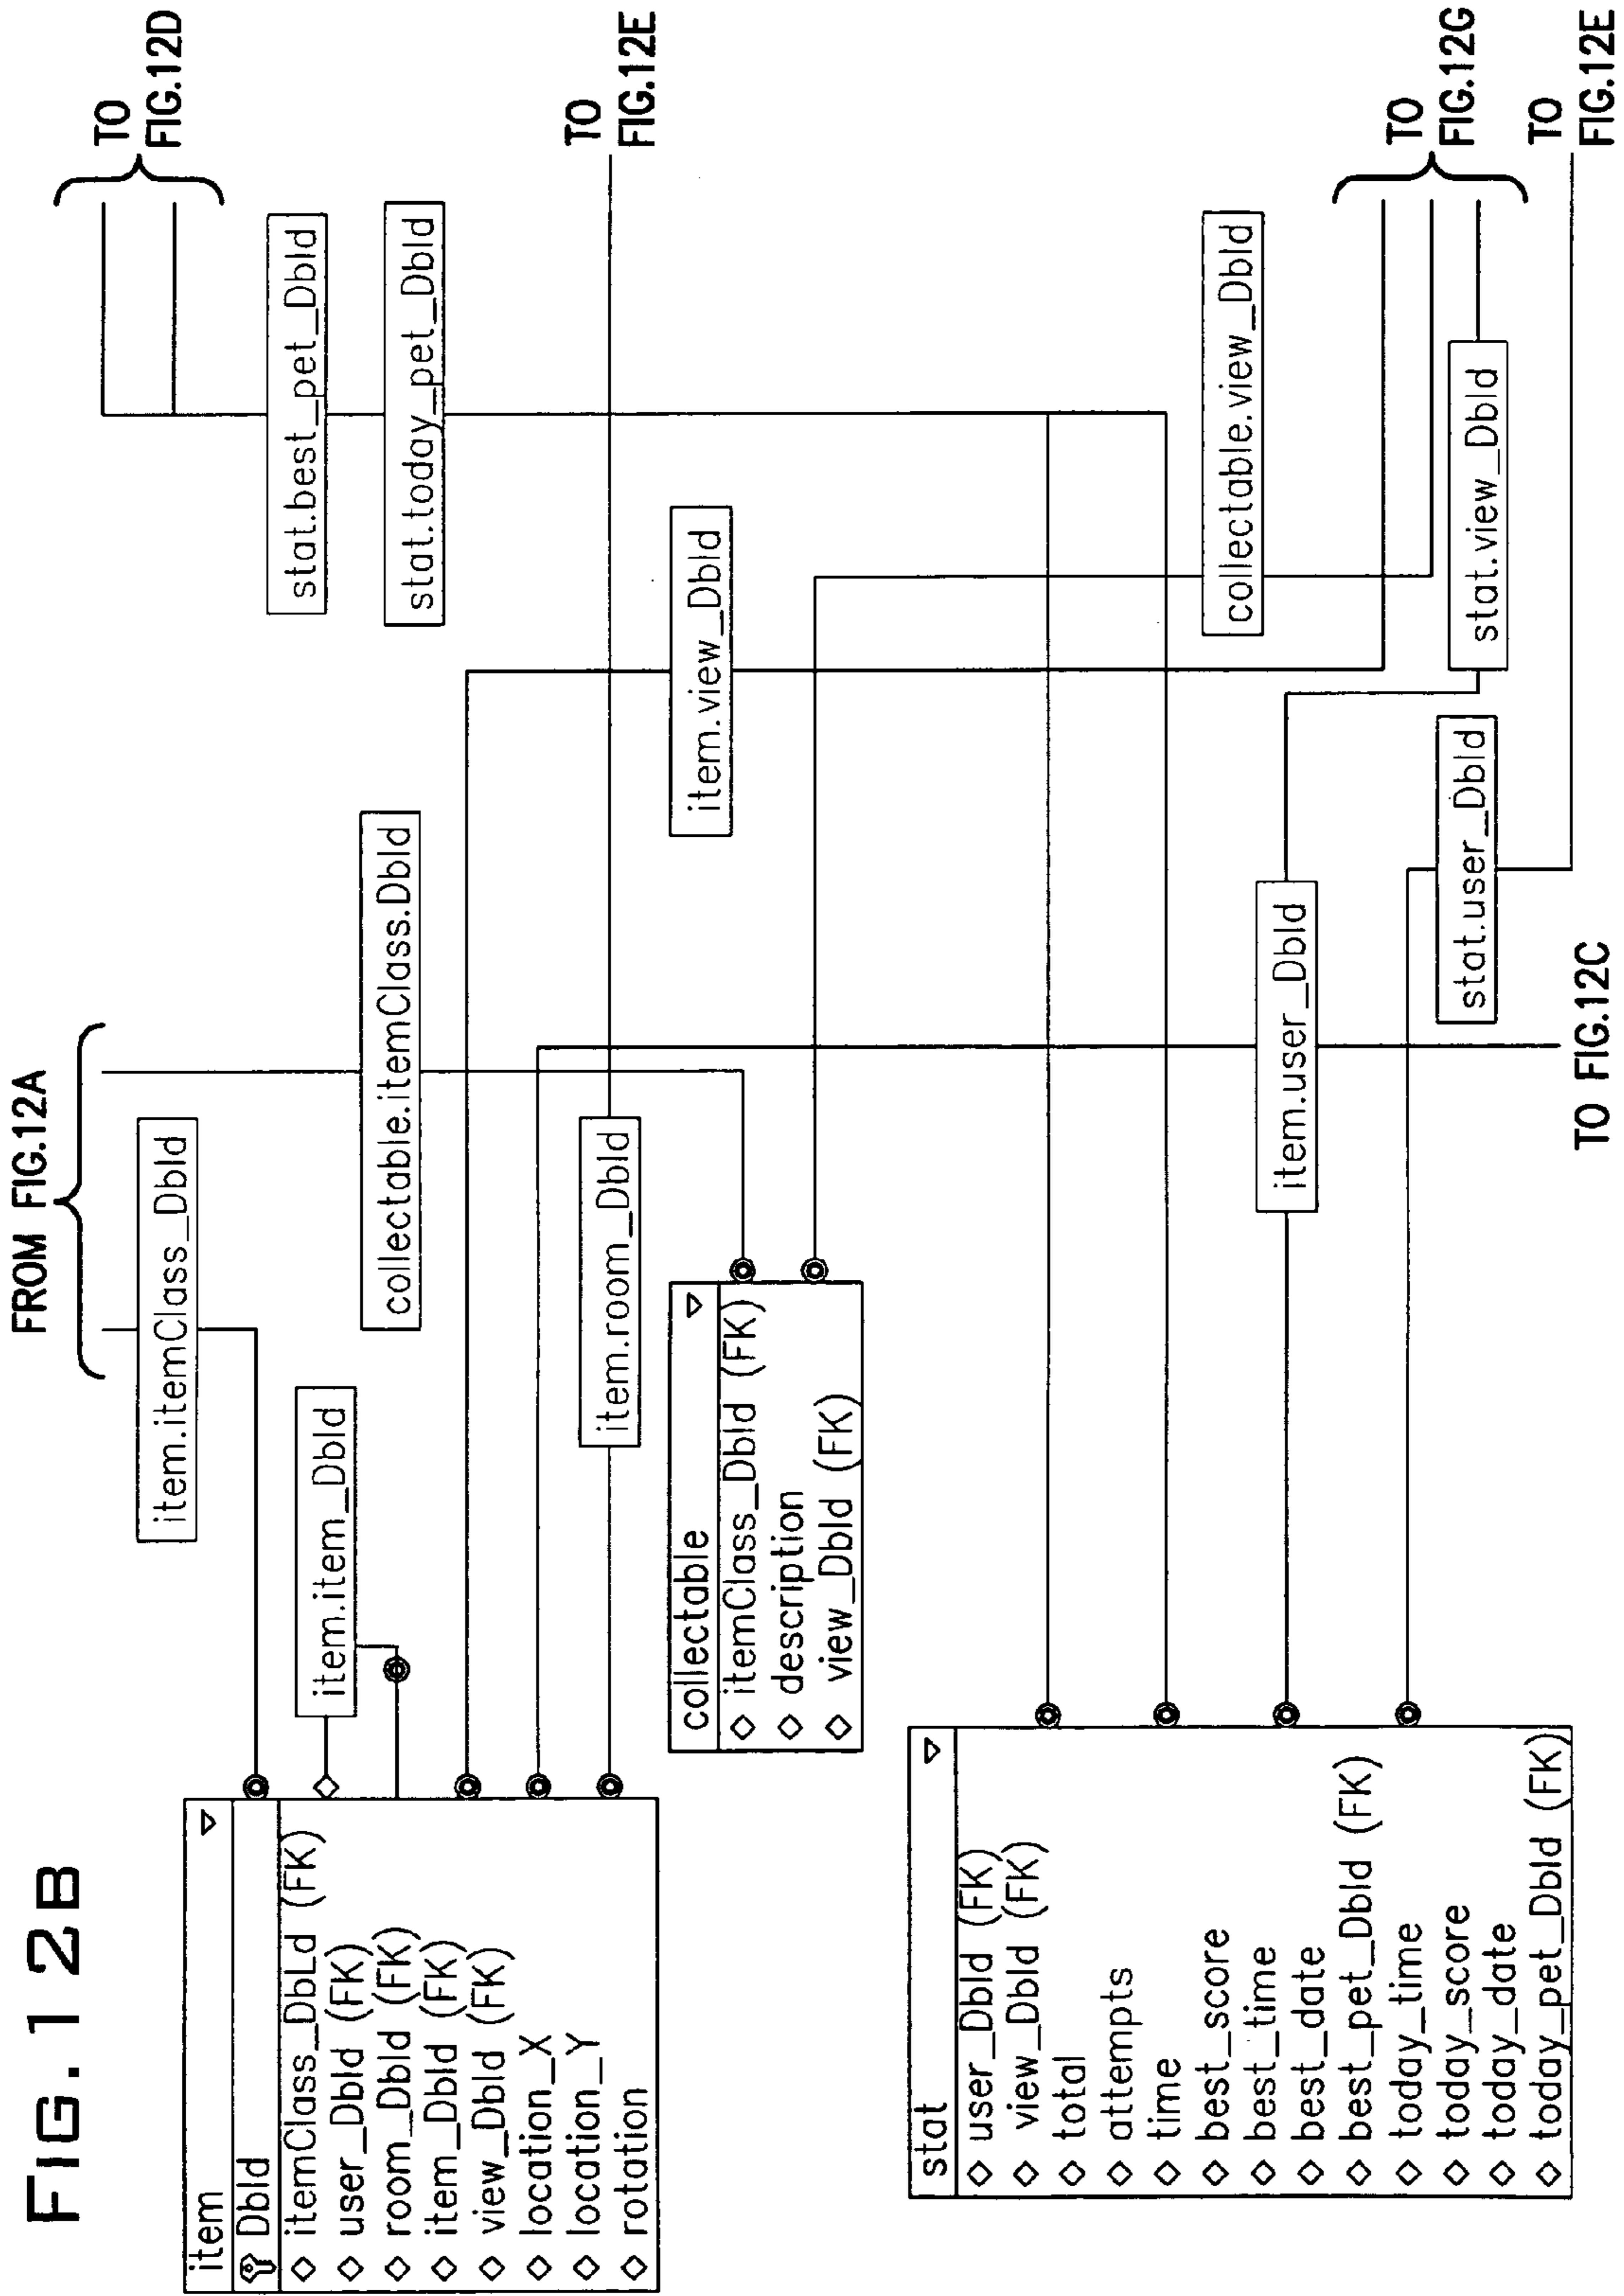 FIG. 12B
FROM FIG.12A
TO
FIG.12D
item.itemClass_DbId
item
DbId
itemClass_DbLd (FK)
user_DbId (FK)
room_DbId (FK)
item_DbId (FK)
view_DbId (FK)
location_X
location_Y
rotation
item.item_DbId
collectable.itemClass.DbId
stat.best_pet_DbId
stat.today_pet_DbId
item.room_DbId
TO
FIG.12E
item.view_DbId
collectable
itemClass_DbId (FK)
description
view_DbId (FK)
stat
user_DbId (FK)
view_DbId (FK)
total
attempts
time
best_score
best_time
best_date
best_pet_DbId (FK)
today_time
today_score
today_date
today_pet_DbId (FK)
collectable.view_DbId
item.user_DbId
stat.view_DbId
stat.user_DbId
TO
FIG.12G
TO
FIG.12E
TO FIG.12C